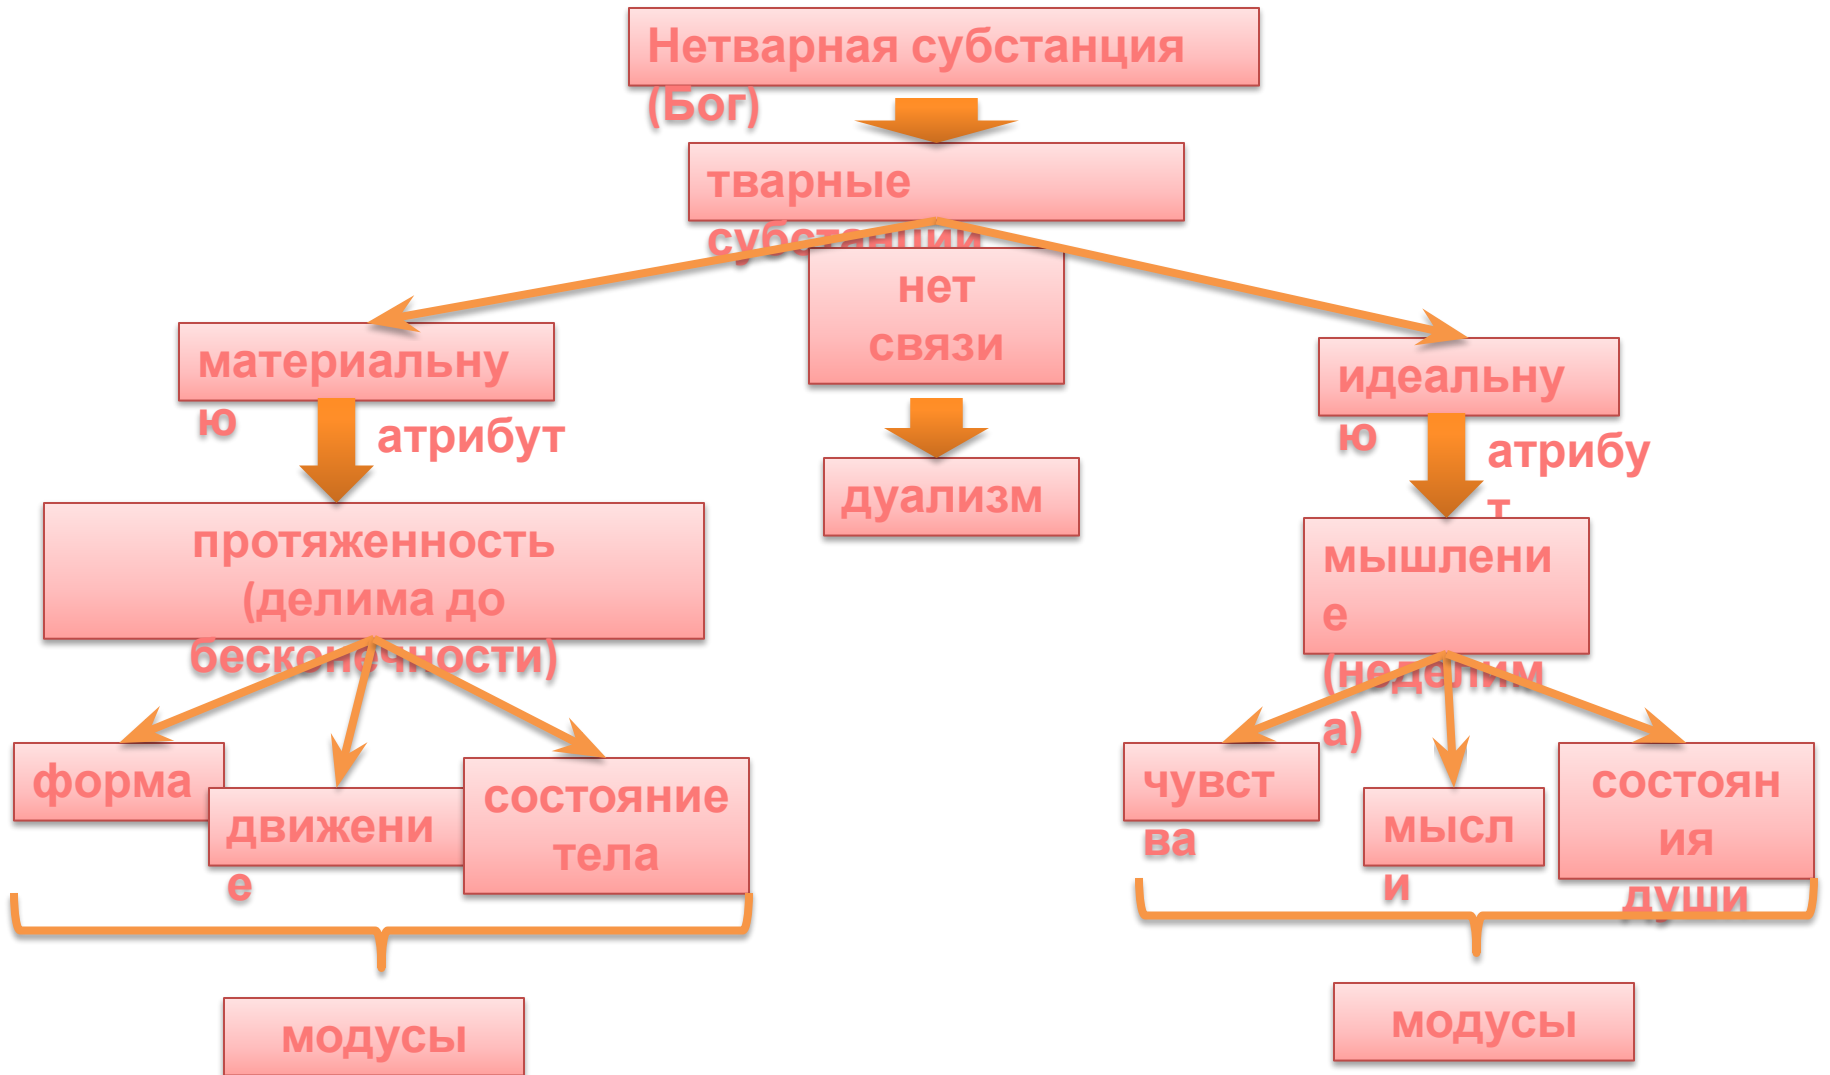 Нетварная субстанция
(Бог)
тварные
субстанции
нет
связи
материальну
ю
идеальну
ю
атрибут
атрибу
т
дуализм
протяженность
(делима до
бесконечности)
мышлени
е
(неделим
а)
форма
движени
е
состояние
тела
чувст
ва
мысл
и
состоян
ия
души
модусы
модусы